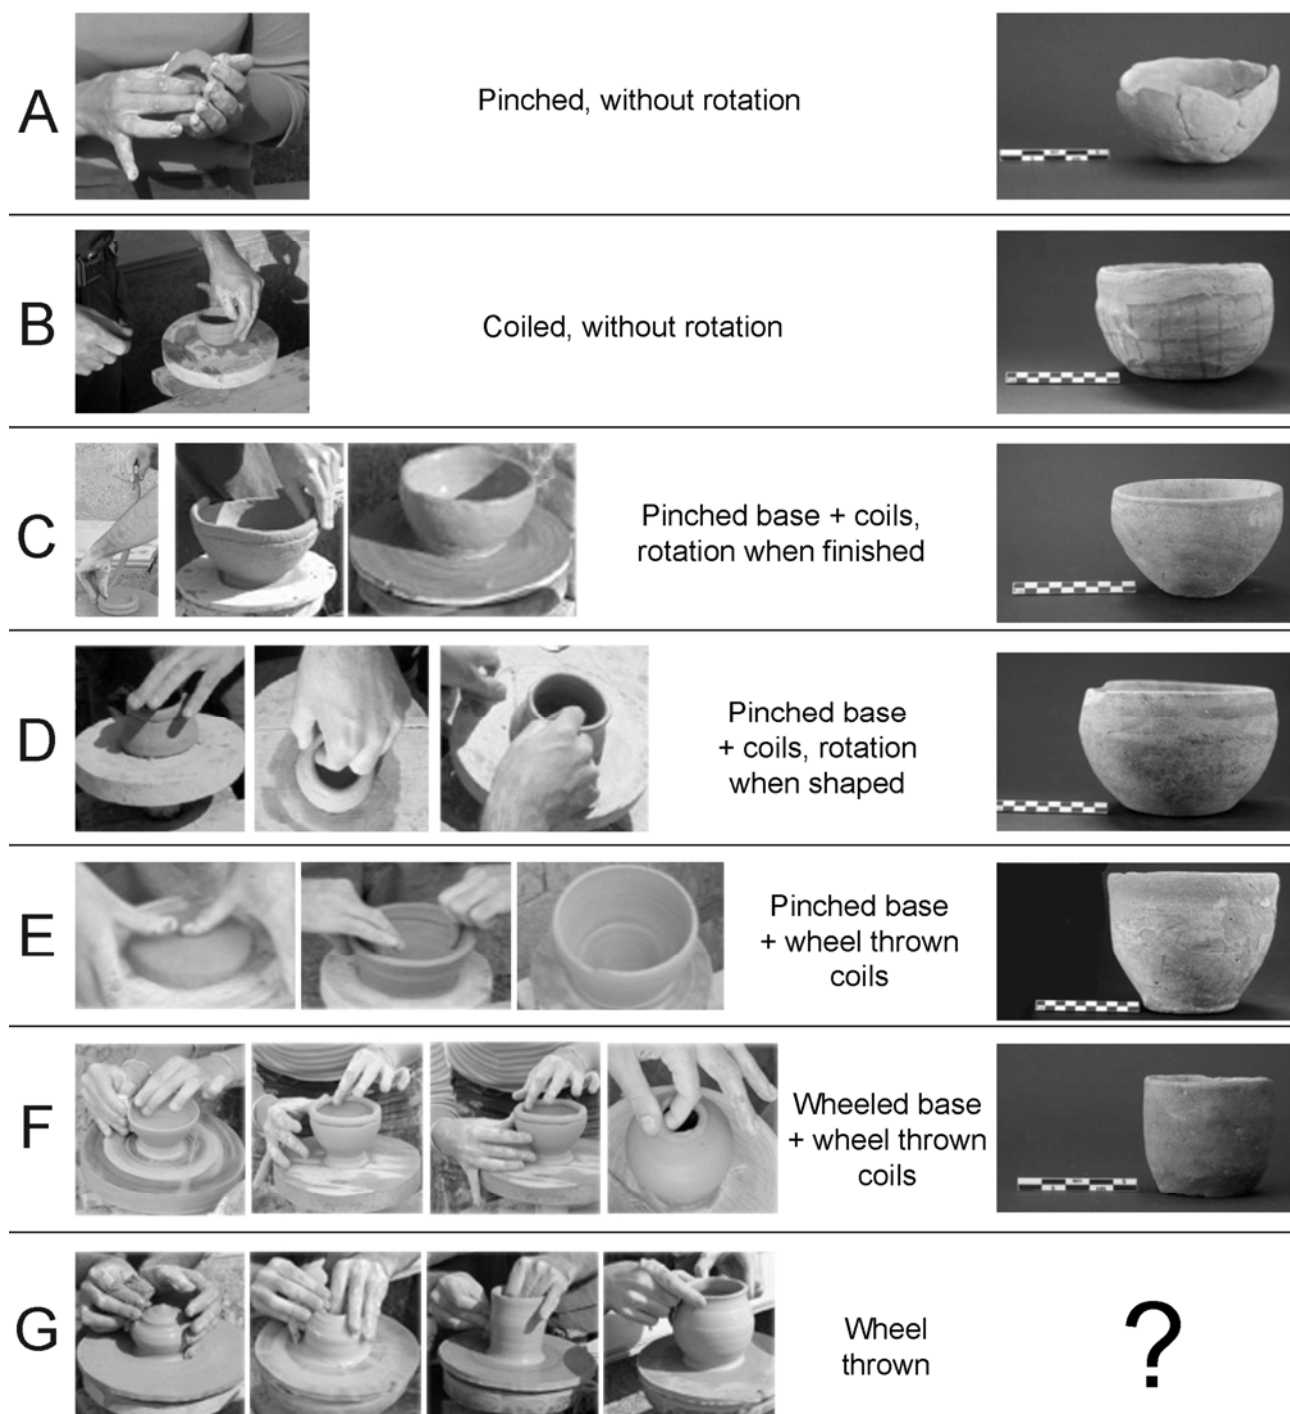 A
Pinched, without rotation
B
Coiled, without rotation
C
Pinched base + coils,
rotation when finished
D
Pinched base
+ coils, rotation
when shaped
E
Pinched base
+ wheel thrown
coils
F
Wheeled base
+ wheel thrown
coils
G
Wheel
thrown
?